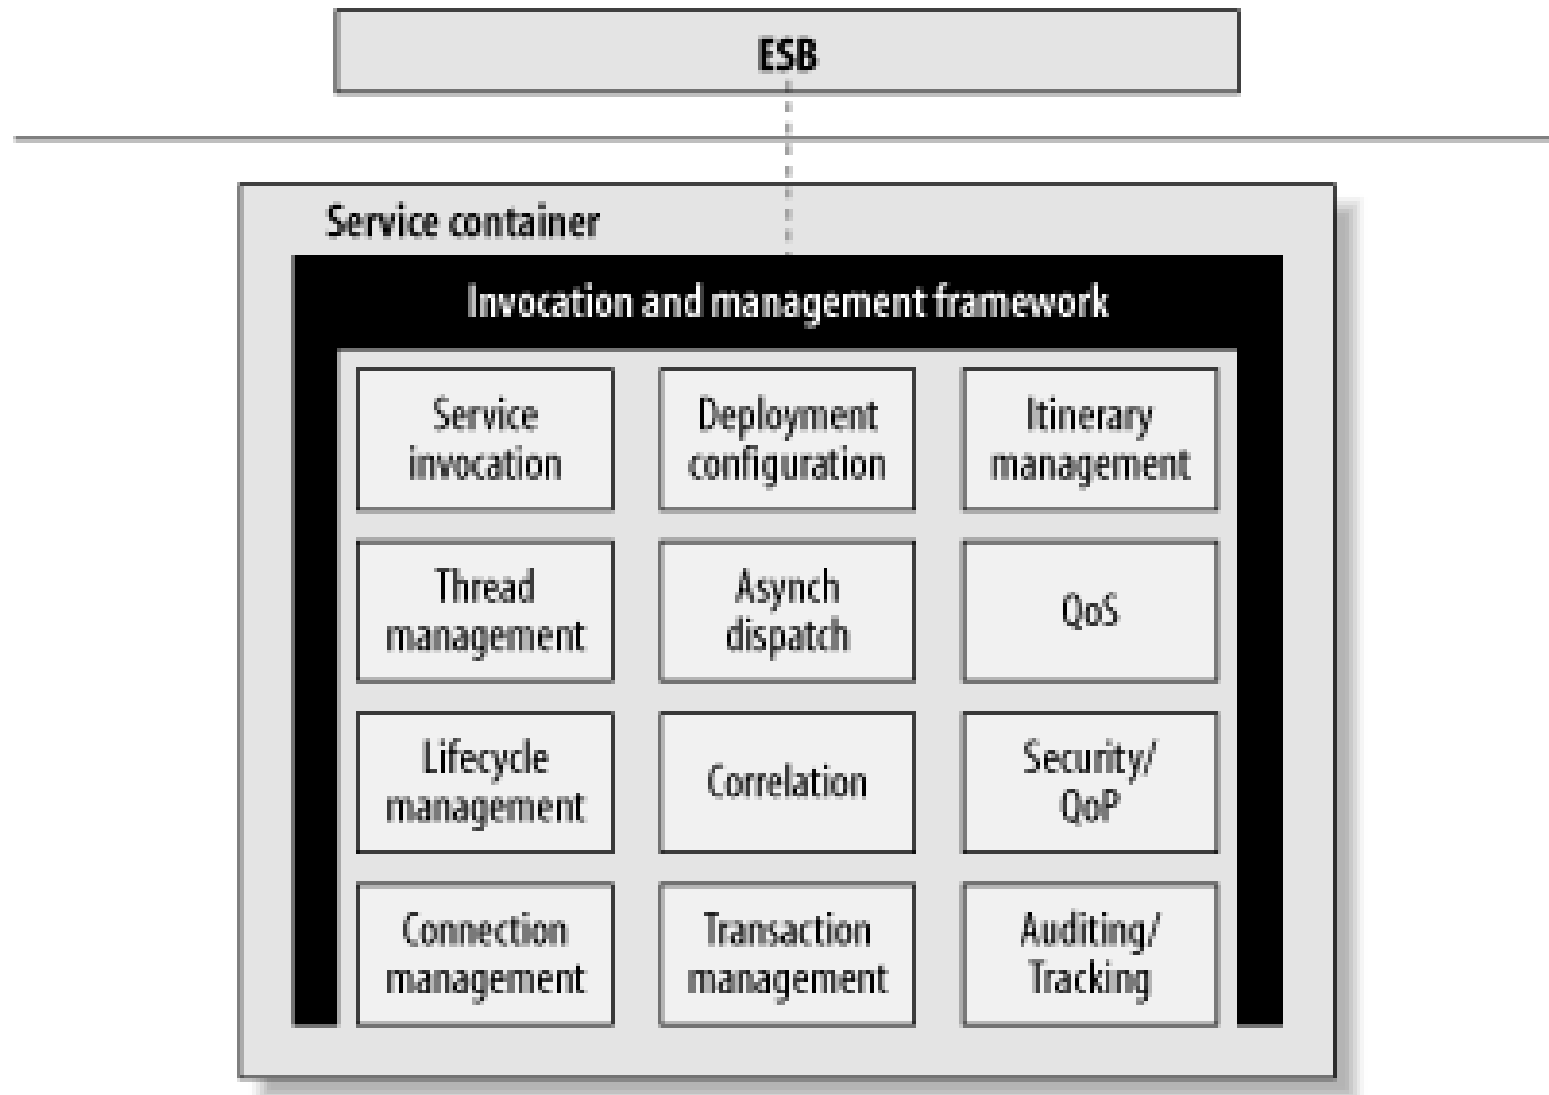 ESB
Service container
Invocation and management framework
Service
invocation
Deployment
configuration
Itinerary
management
Thread
management
Asynch
dispatch
QoS
Lifecycle
management
Correlation
Security/
QoP
Connection
management
Transaction
management
Auditing/
Tracking